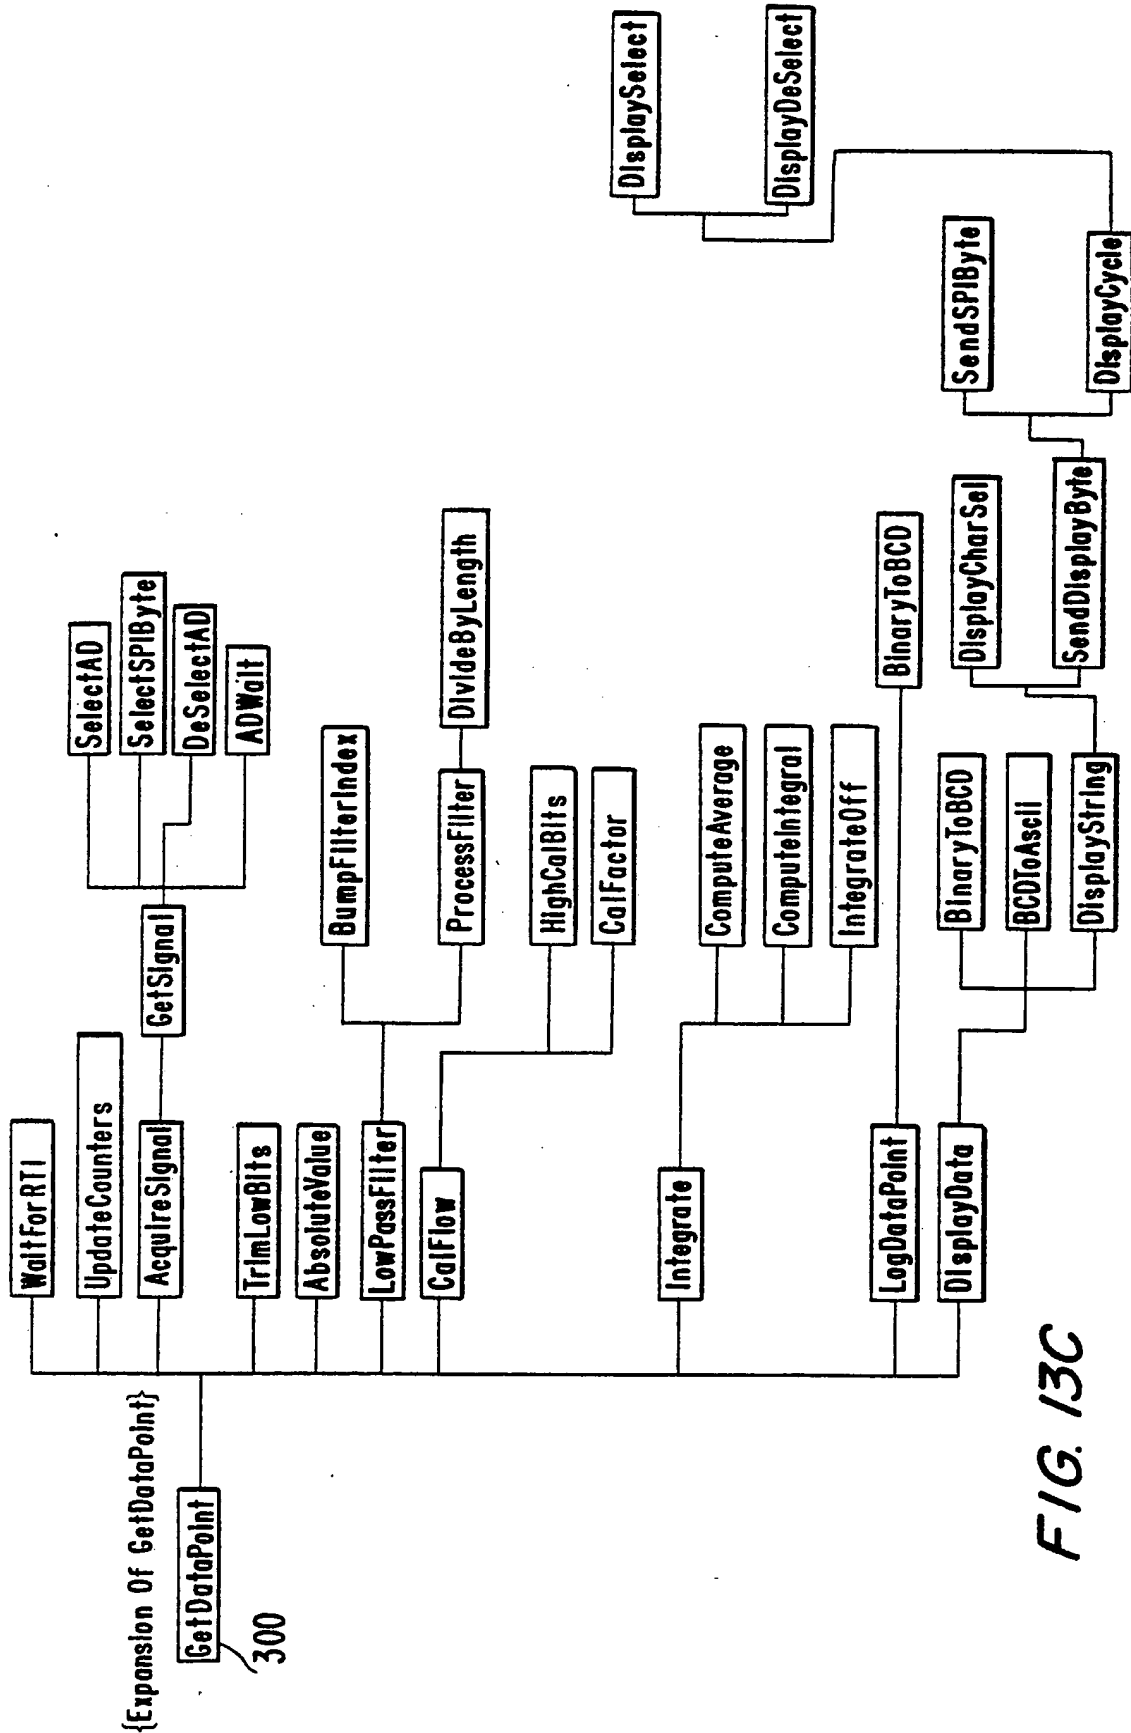 {Expansion Of GetDataPoint}
GetDataPoint
300
WaitForRTI
UpdateCounters
AcquireSignal
GetSignal
SelectAD
SelectSPIByte
DeSelectAD
ADWait
TrimLowBits
AbsoluteValue
LowPassFilter
BumpFilterIndex
ProcessFilter
DivideByLength
CalFlow
HighCalBits
CalFactor
Integrate
ComputeAverage
ComputeIntegral
IntegrateOff
LogDataPoint
BinaryToBCD
DisplayData
BinaryToBCD
BCDToAscii
DisplayString
DisplayCharSel
SendDisplayByte
SendSPIByte
DisplayCycle
DisplaySelect
DisplayDeSelect
FIG. 13C